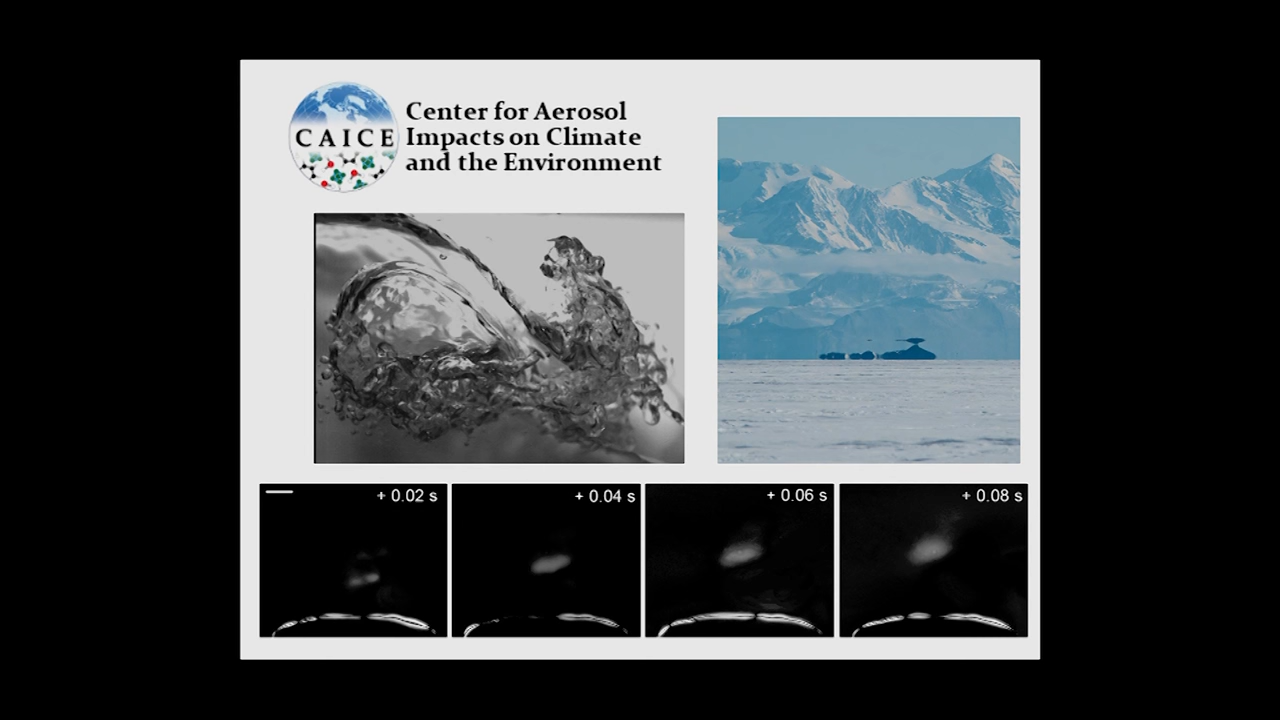 CAICE
Center for Aerosol
Impacts on Climate
and the Environment
+ 0.02 s
+ 0.04 s
+ 0.06 s
+ 0.08 s